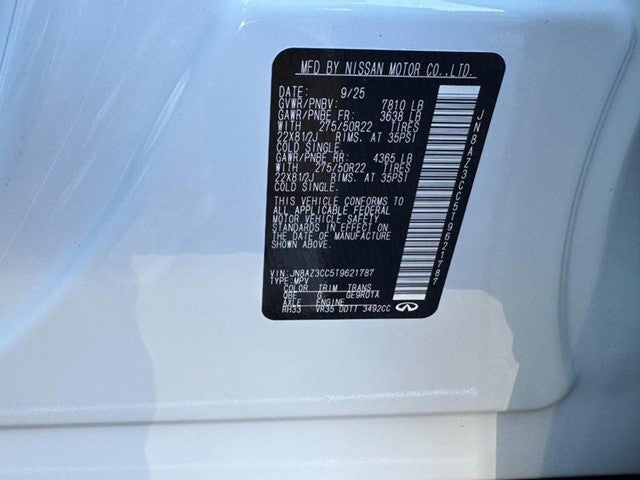 MFD BY NISSAN MOTOR CO.,LTD.
DATE: 9/25
GVWR/PNBV: 7810 LB
GAWR/PNBE FR: 3638 LB
WITH 275/50R22 TIRES
22X81/2J RIMS. AT 35PSI
COLD SINGLE.
GAWR/PNBE RR: 4365 LB
WITH 275/50R22 TIRES
22X81/2J RIMS. AT 35PSI
COLD SINGLE.
THIS VEHICLE CONFORMS TO
ALL APPLICABLE FEDERAL
MOTOR VEHICLE SAFETY
STANDARDS IN EFFECT ON
THE DATE OF MANUFACTURE
SHOWN ABOVE.
VIN:JN8AZ3CC5T9621787
TYPE:MPV
COLOR TRIM TRANS
QBE G GE9R01A
AXLE ENGINE
RH33 VR35 DDTT 3492CC
JN8AZ3CC5T9621787